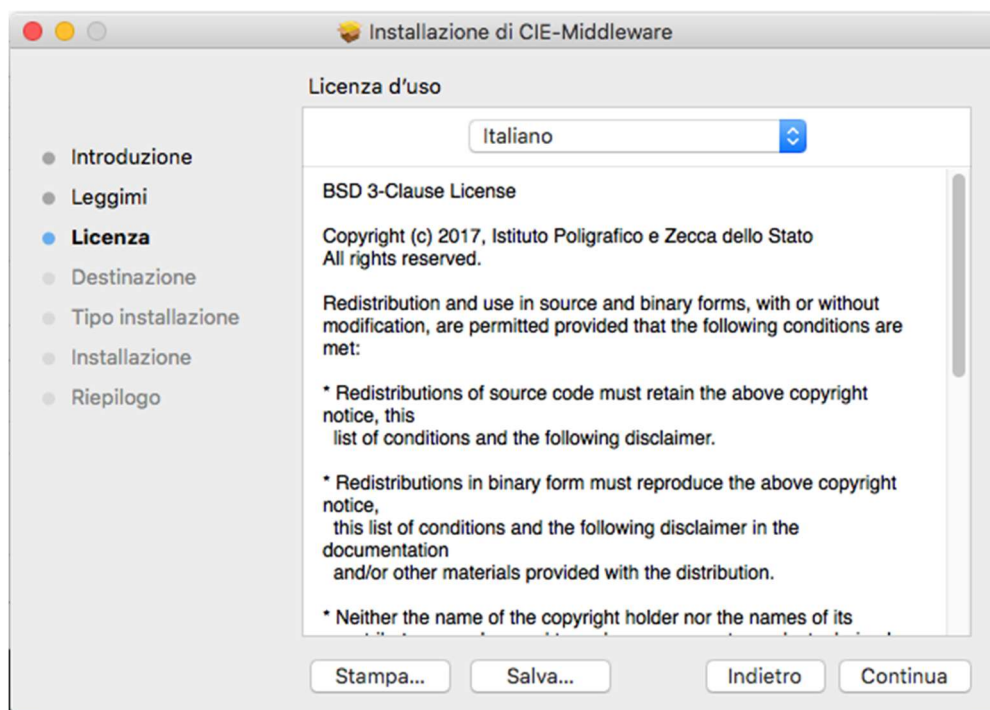 Installazione di CIE-Middleware
Licenza d'uso
Introduzione
Leggimi
Licenza
Destinazione
Tipo installazione
Installazione
Riepilogo
Italiano
BSD 3-Clause License
Copyright (c) 2017, Istituto Poligrafico e Zecca dello Stato
All rights reserved.
Redistribution and use in source and binary forms, with or without
modification, are permitted provided that the following conditions are
met:
* Redistributions of source code must retain the above copyright
notice, this
list of conditions and the following disclaimer.
* Redistributions in binary form must reproduce the above copyright
notice,
this list of conditions and the following disclaimer in the
documentation
and/or other materials provided with the distribution.
* Neither the name of the copyright holder nor the names of its
Stampa...
Salva...
Indietro
Continua